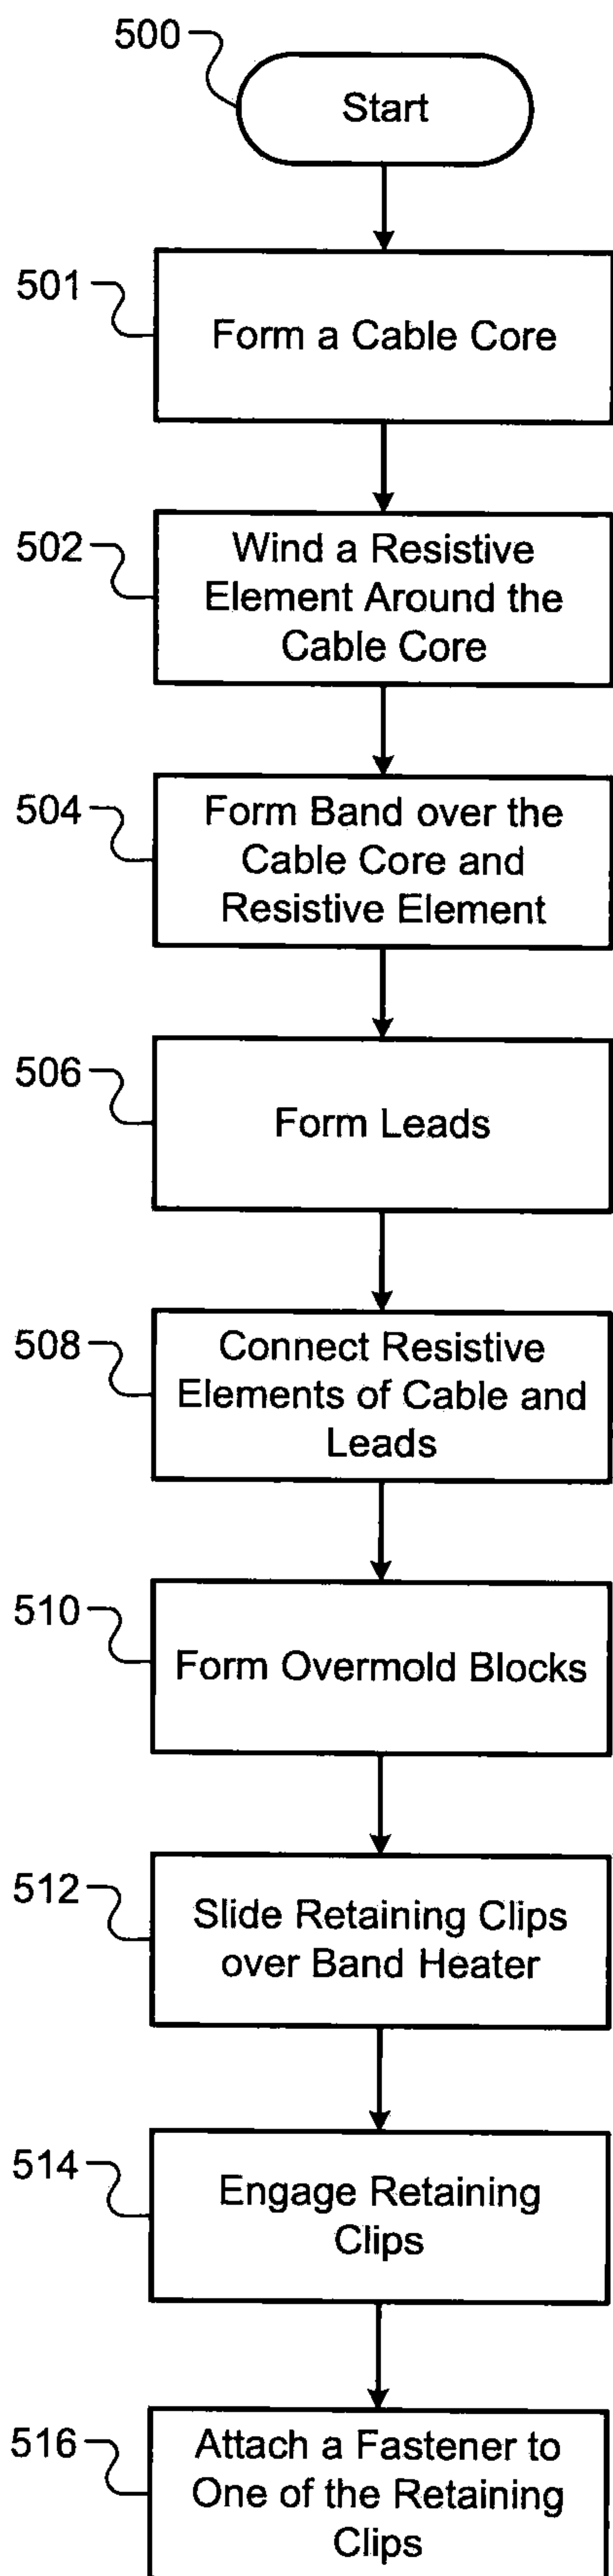 500
Start
501
Form a Cable Core
502
Wind a Resistive
Element Around the
Cable Core
504
Form Band over the
Cable Core and
Resistive Element
506
Form Leads
508
Connect Resistive
Elements of Cable and
Leads
510
Form Overmold Blocks
512
Slide Retaining Clips
over Band Heater
514
Engage Retaining
Clips
516
Attach a Fastener to
One of the Retaining
Clips